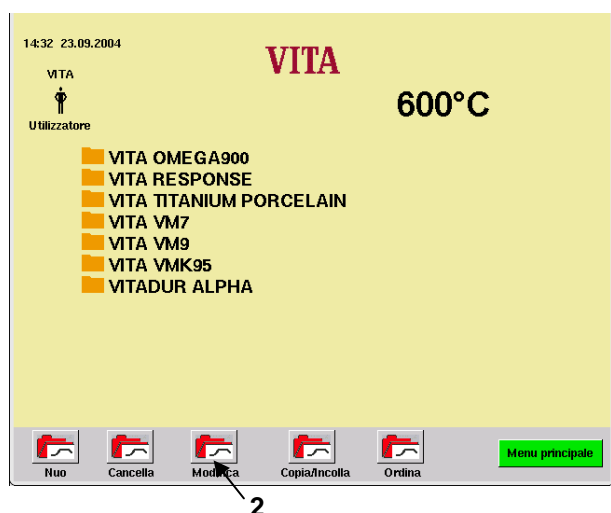 14:32 23.09.2004
VITA
VITA
600°C
Utilizzatore
VITA OMEGA900
VITA RESPONSE
VITA TITANIUM PORCELAIN
VITA VM7
VITA VM9
VITA VMK95
VITADUR ALPHA
Nuo Cancella Modifica Copia/Incolla Ordina Menu principale
2